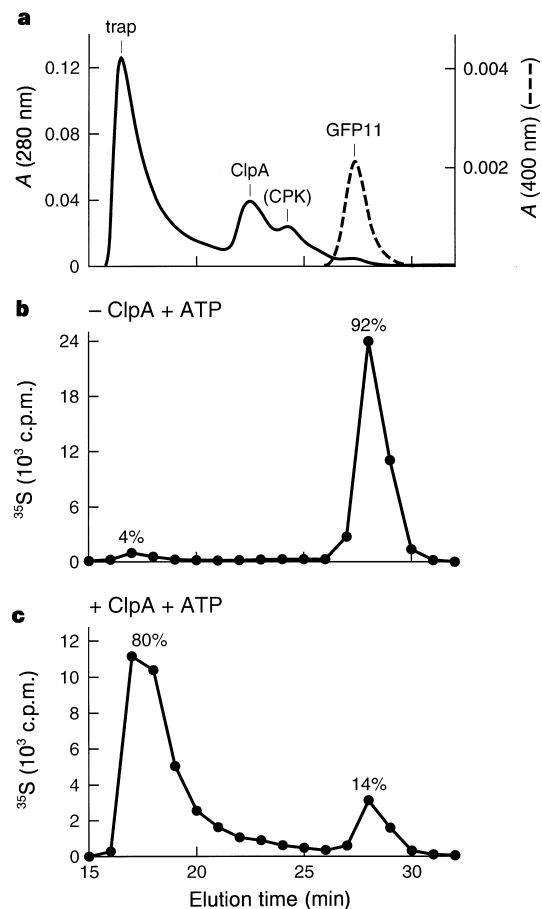 a
trap
0.12
0.08
0.04
0
A (280 nm)
ClpA
(CPK)
GFP11
0.004
0.002
A (400 nm) (---)
b
– ClpA + ATP
92%
24
18
12
6
0
³⁵S (10³ c.p.m.)
4%
c
+ ClpA + ATP
80%
12
10
8
6
4
2
0
³⁵S (10³ c.p.m.)
14%
15
20
25
30
Elution time (min)